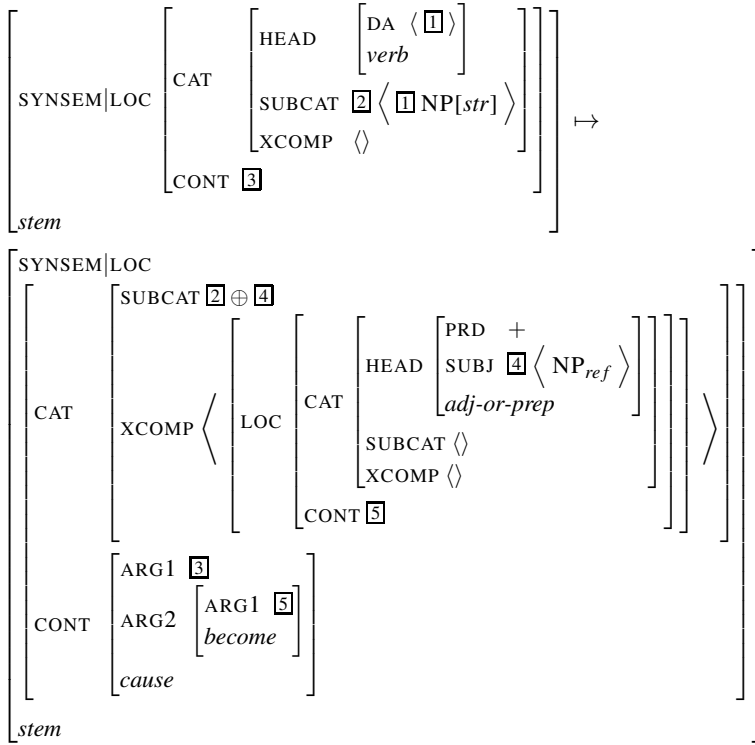 HEAD DA ⟨ 1 ⟩
verb
SYNSEM|LOC CAT SUBCAT 2 ⟨ 1 NP[str] ⟩ ↦
XCOMP ⟨⟩
CONT 3
stem
SYNSEM|LOC
SUBCAT 2 ⊕ 4
PRD +
HEAD SUBJ 4 ⟨ NP_ref ⟩
CAT adj-or-prep
CAT XCOMP ⟨ LOC
SUBCAT ⟨⟩
XCOMP ⟨⟩ ⟩
CONT 5
ARG1 3
CONT ARG2 ARG1 5
become
cause
stem